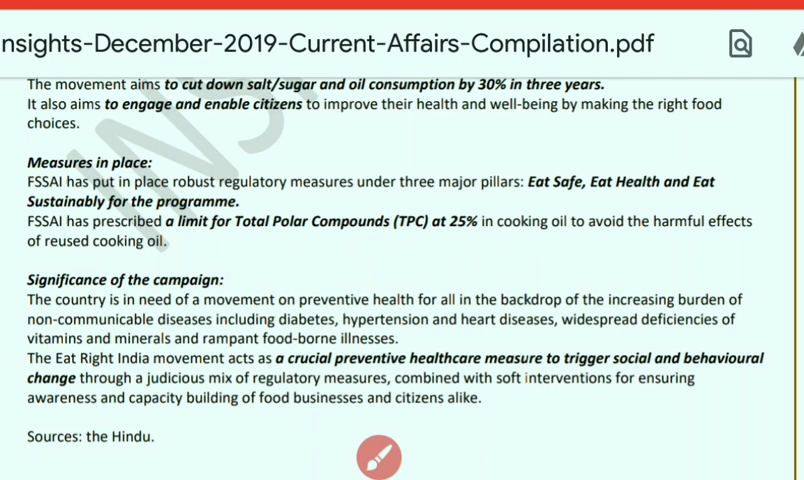 nsights-December-2019-Current-Affairs-Compilation.pdf
The movement aims to cut down salt/sugar and oil consumption by 30% in three years.
It also aims to engage and enable citizens to improve their health and well-being by making the right food
choices.
Measures in place:
FSSAI has put in place robust regulatory measures under three major pillars: Eat Safe, Eat Health and Eat
Sustainably for the programme.
FSSAI has prescribed a limit for Total Polar Compounds (TPC) at 25% in cooking oil to avoid the harmful effects
of reused cooking oil.
Significance of the campaign:
The country is in need of a movement on preventive health for all in the backdrop of the increasing burden of
non-communicable diseases including diabetes, hypertension and heart diseases, widespread deficiencies of
vitamins and minerals and rampant food-borne illnesses.
The Eat Right India movement acts as a crucial preventive healthcare measure to trigger social and behavioural
change through a judicious mix of regulatory measures, combined with soft interventions for ensuring
awareness and capacity building of food businesses and citizens alike.
Sources: the Hindu.
INS